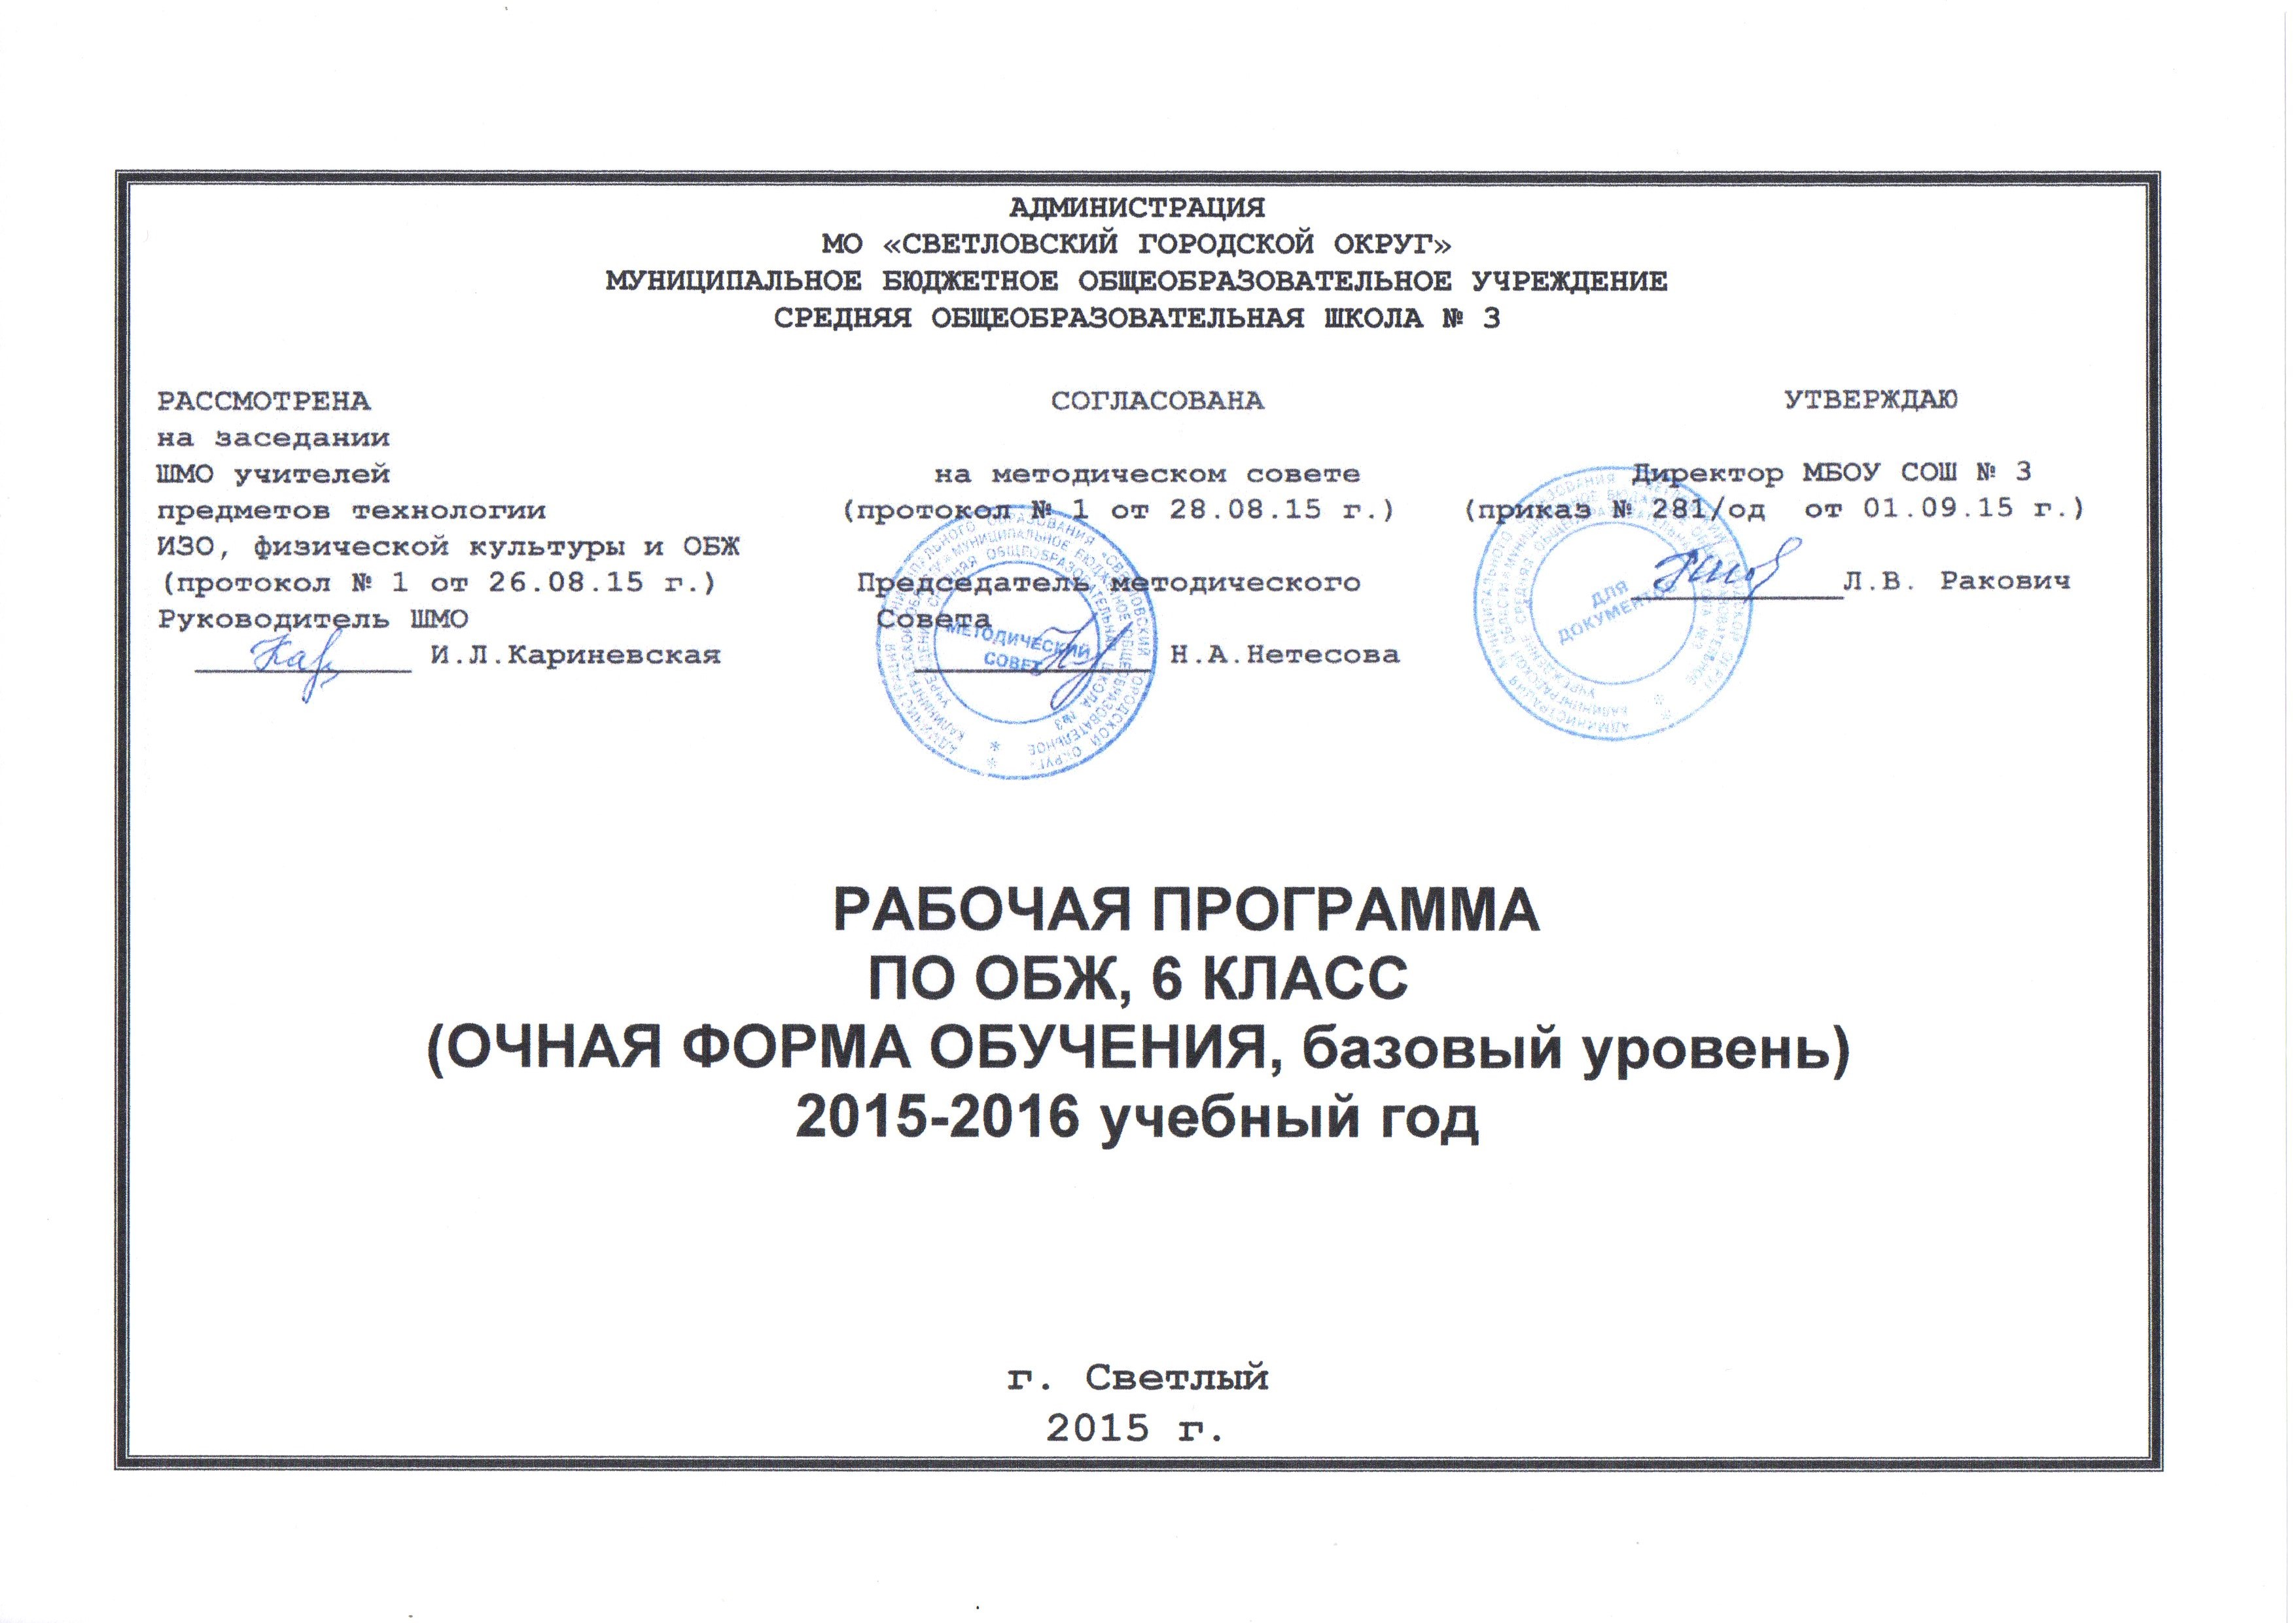 АДМИНИСТРАЦИЯ
МО «СВЕТЛОВСКИЙ ГОРОДСКОЙ ОКРУГ»
МУНИЦИПАЛЬНОЕ БЮДЖЕТНОЕ ОБЩЕОБРАЗОВАТЕЛЬНОЕ УЧРЕЖДЕНИЕ
СРЕДНЯЯ ОБЩЕОБРАЗОВАТЕЛЬНАЯ ШКОЛА № 3
РАССМОТРЕНА
на заседании
ШМО учителей
предметов технологии
ИЗО, физической культуры и ОБЖ
(протокол № 1 от 26.08.15 г.)
Руководитель ШМО
И.Л.Кариневская
СОГЛАСОВАНА
на методическом совете
(протокол № 1 от 28.08.15 г.)
Председатель методического
Совета
Н.А.Нетесова
МЕТОДИЧЕСКИЙ
СОВЕТ
УТВЕРЖДАЮ
Директор МБОУ СОШ № 3
(приказ № 281/од от 01.09.15 г.)
Л.В. Ракович
ДЛЯ
ДОКУМЕНТОВ
РАБОЧАЯ ПРОГРАММА
ПО ОБЖ, 6 КЛАСС
(ОЧНАЯ ФОРМА ОБУЧЕНИЯ, базовый уровень)
2015-2016 учебный год
г. Светлый
2015 г.